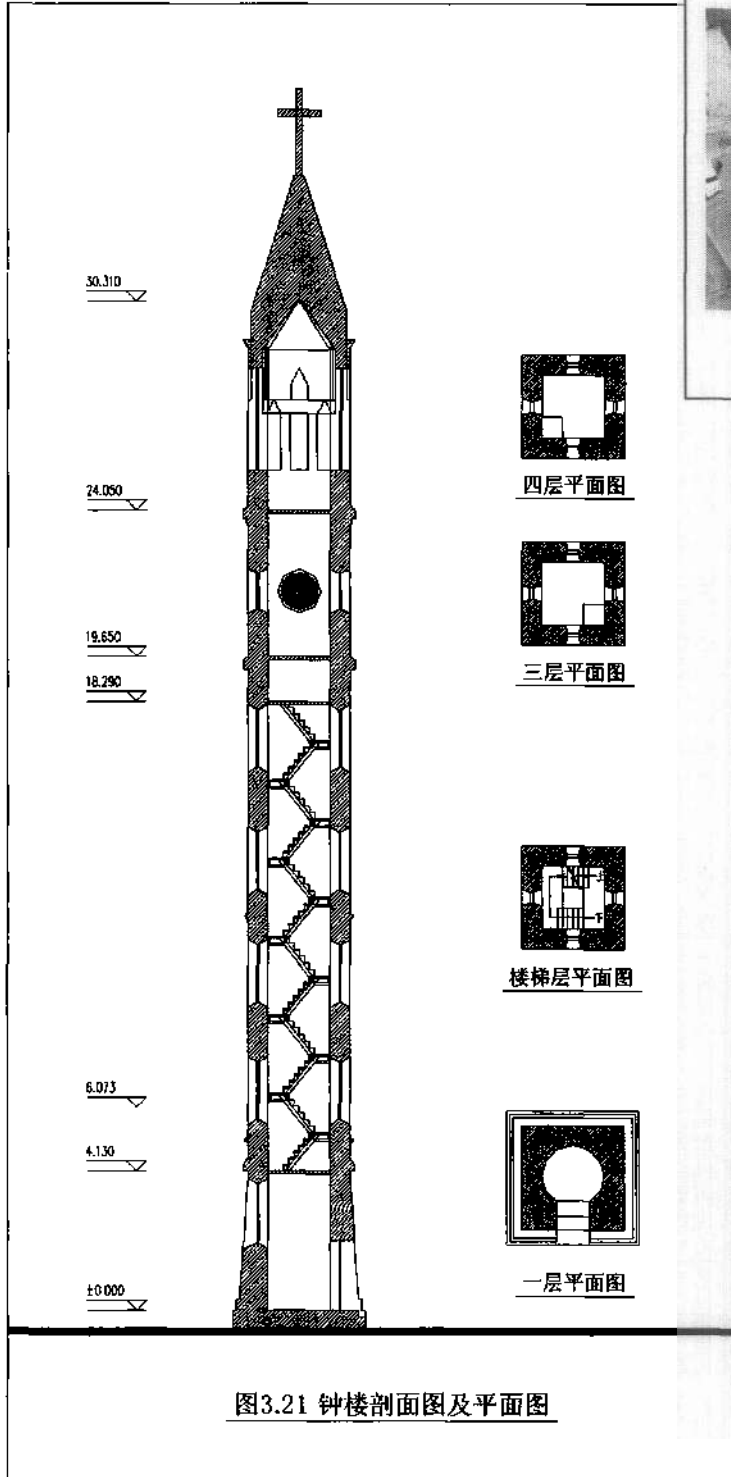 30.310
24.050
19.650
18.290
6.073
4.130
±0.000
四层平面图
三层平面图
上
下
楼梯层平面图
一层平面图
图3.21 钟楼剖面图及平面图